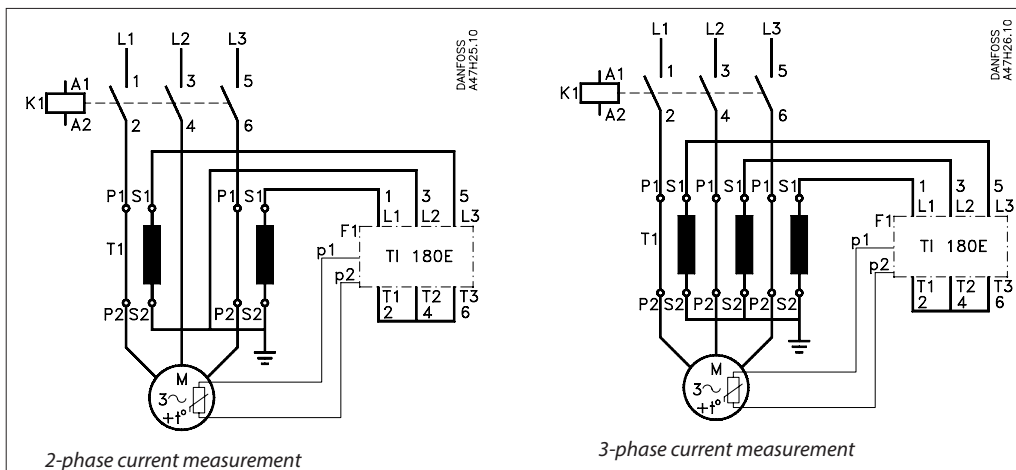 L1 L2 L3
DANFOSS
A47H25.10
A1 1 3 5
K1
A2 2 4 6
P1 S1 P1 S1 1 3 5
L1 L2 L3
F1
T1 p1 TI 180E
p2
T1 T2 T3
P2 S2 P2 S2 2 4 6
M
3~
+t°
2-phase current measurement
L1 L2 L3
DANFOSS
A47H26.10
A1 1 3 5
K1
A2 2 4 6
P1 S1 P1 S1 P1 S1 1 3 5
L1 L2 L3
F1
T1 p1 TI 180E
p2
T1 T2 T3
P2 S2 P2 S2 P2 S2 2 4 6
M
3~
+t°
3-phase current measurement